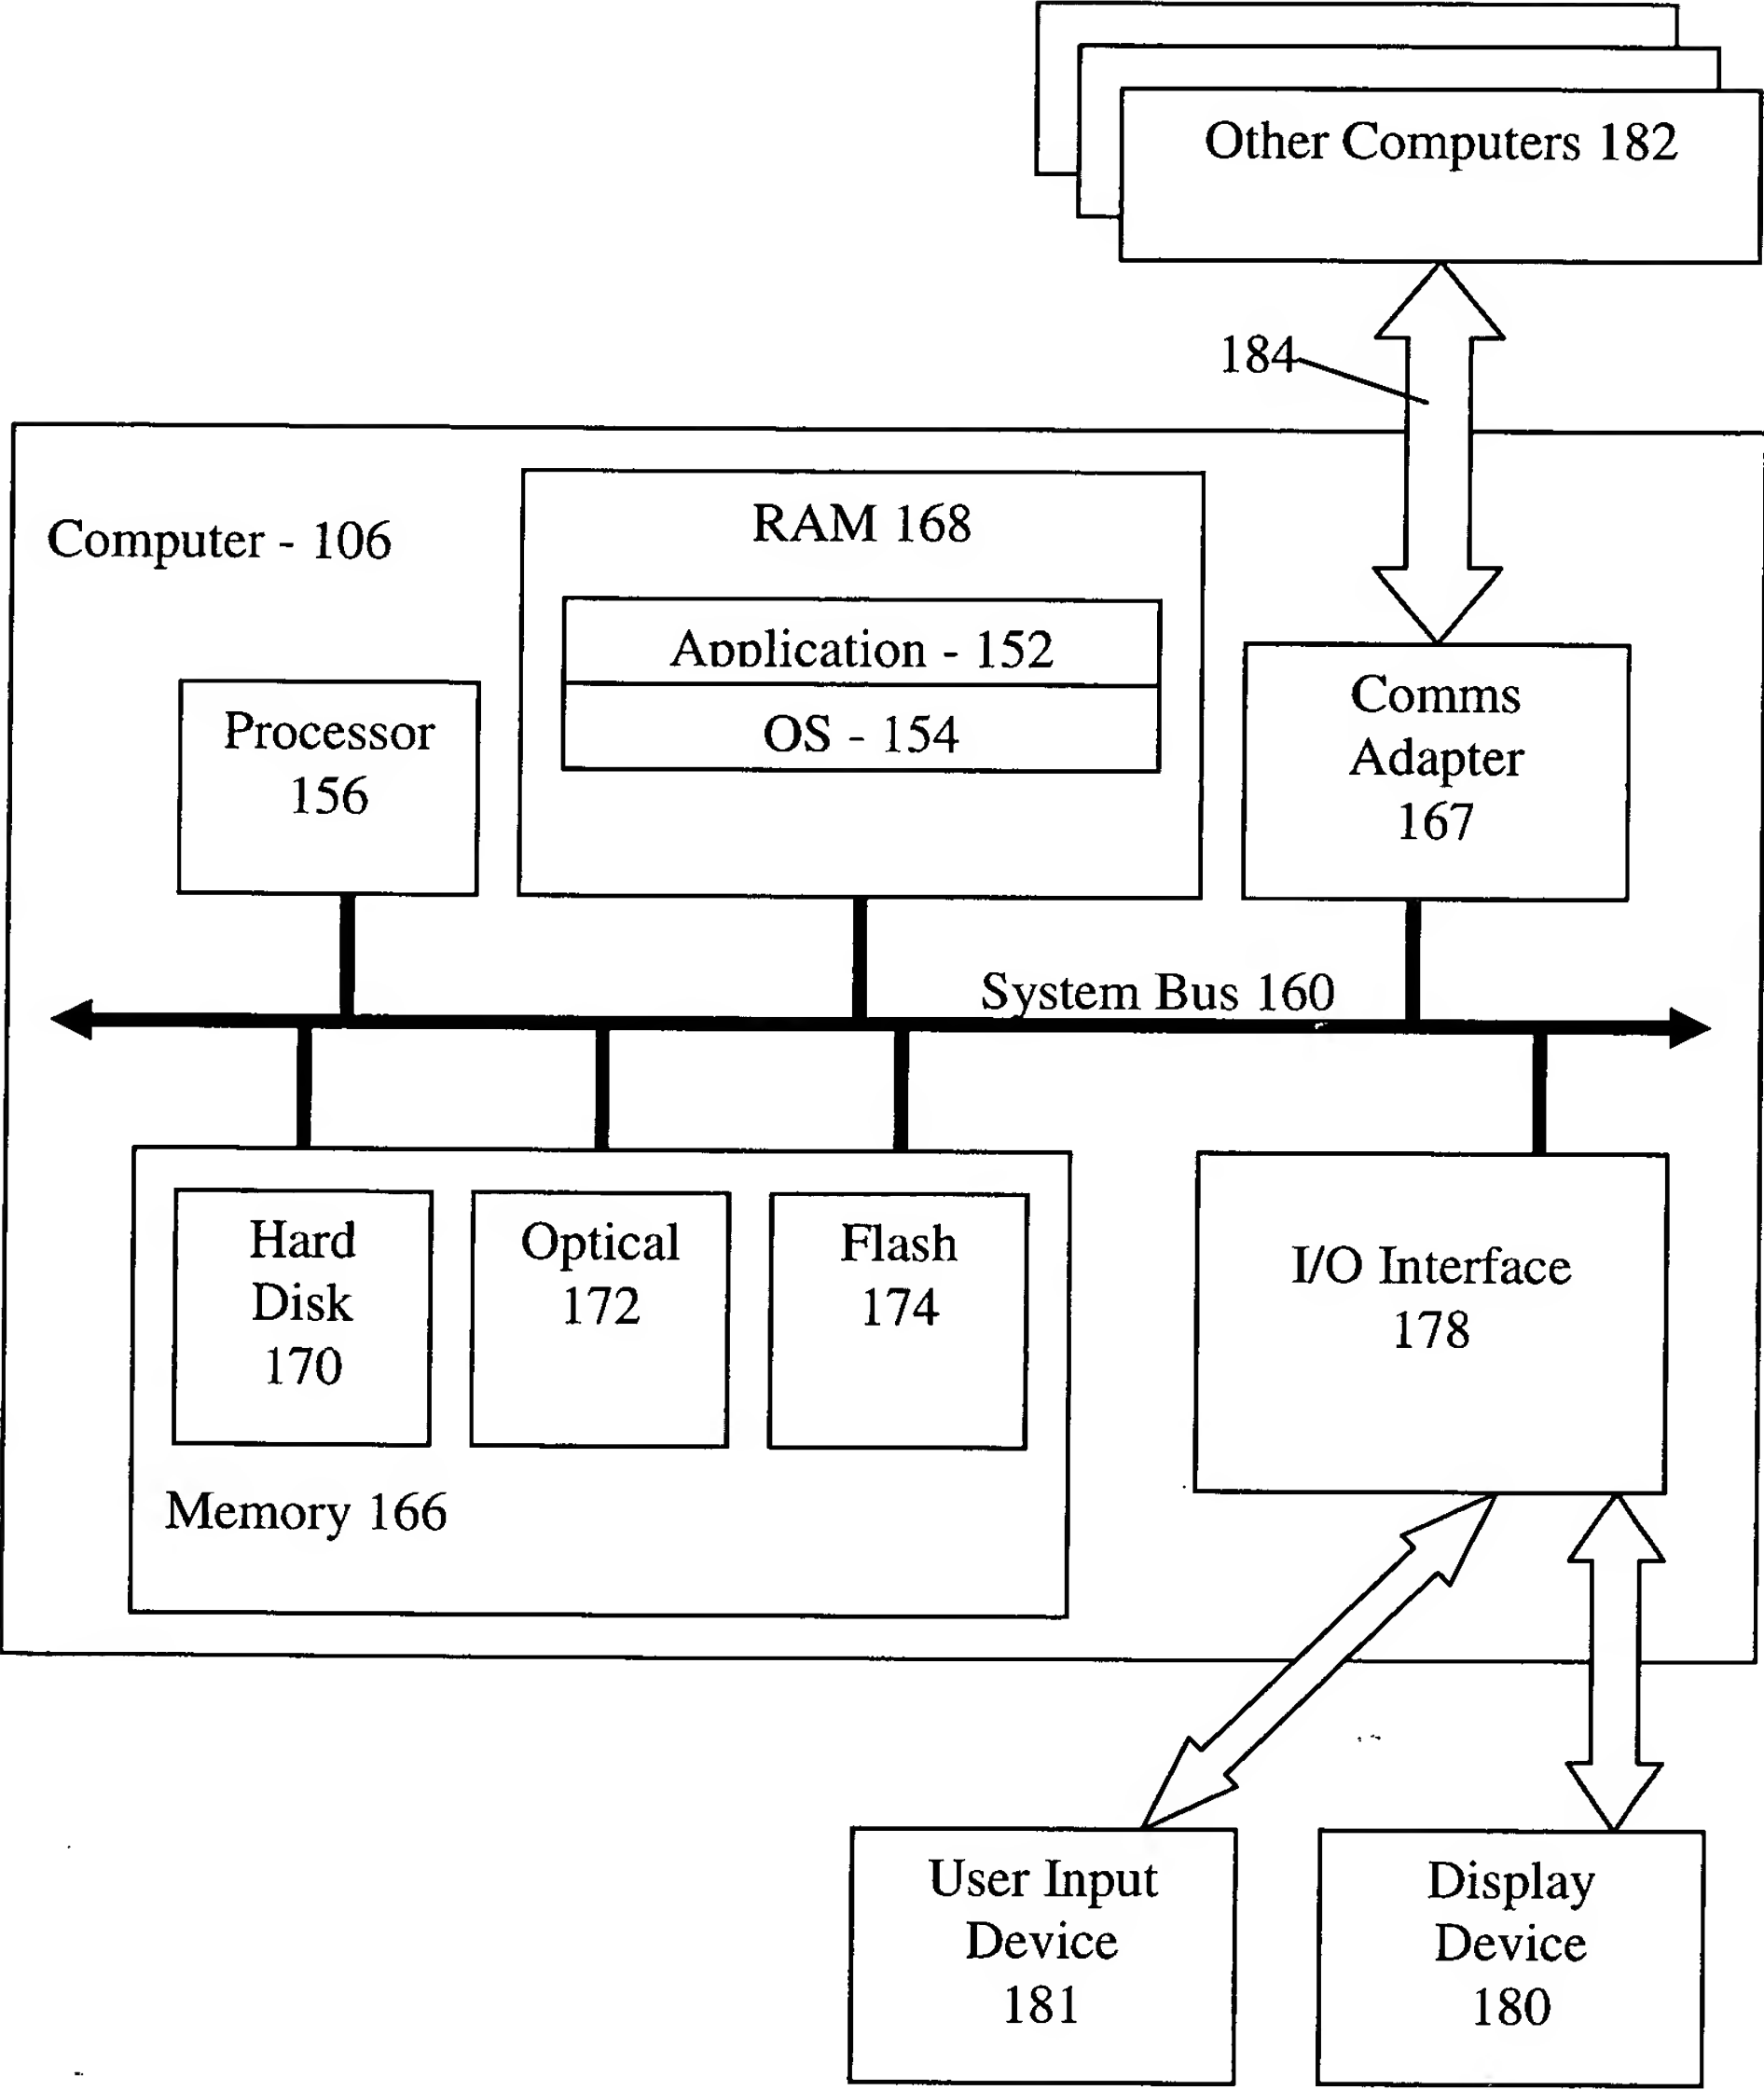 Other Computers 182
184
Computer - 106
RAM 168
Application - 152
OS - 154
Processor
156
Comms
Adapter
167
System Bus 160
Hard
Disk
170
Optical
172
Flash
174
Memory 166
I/O Interface
178
User Input
Device
181
Display
Device
180